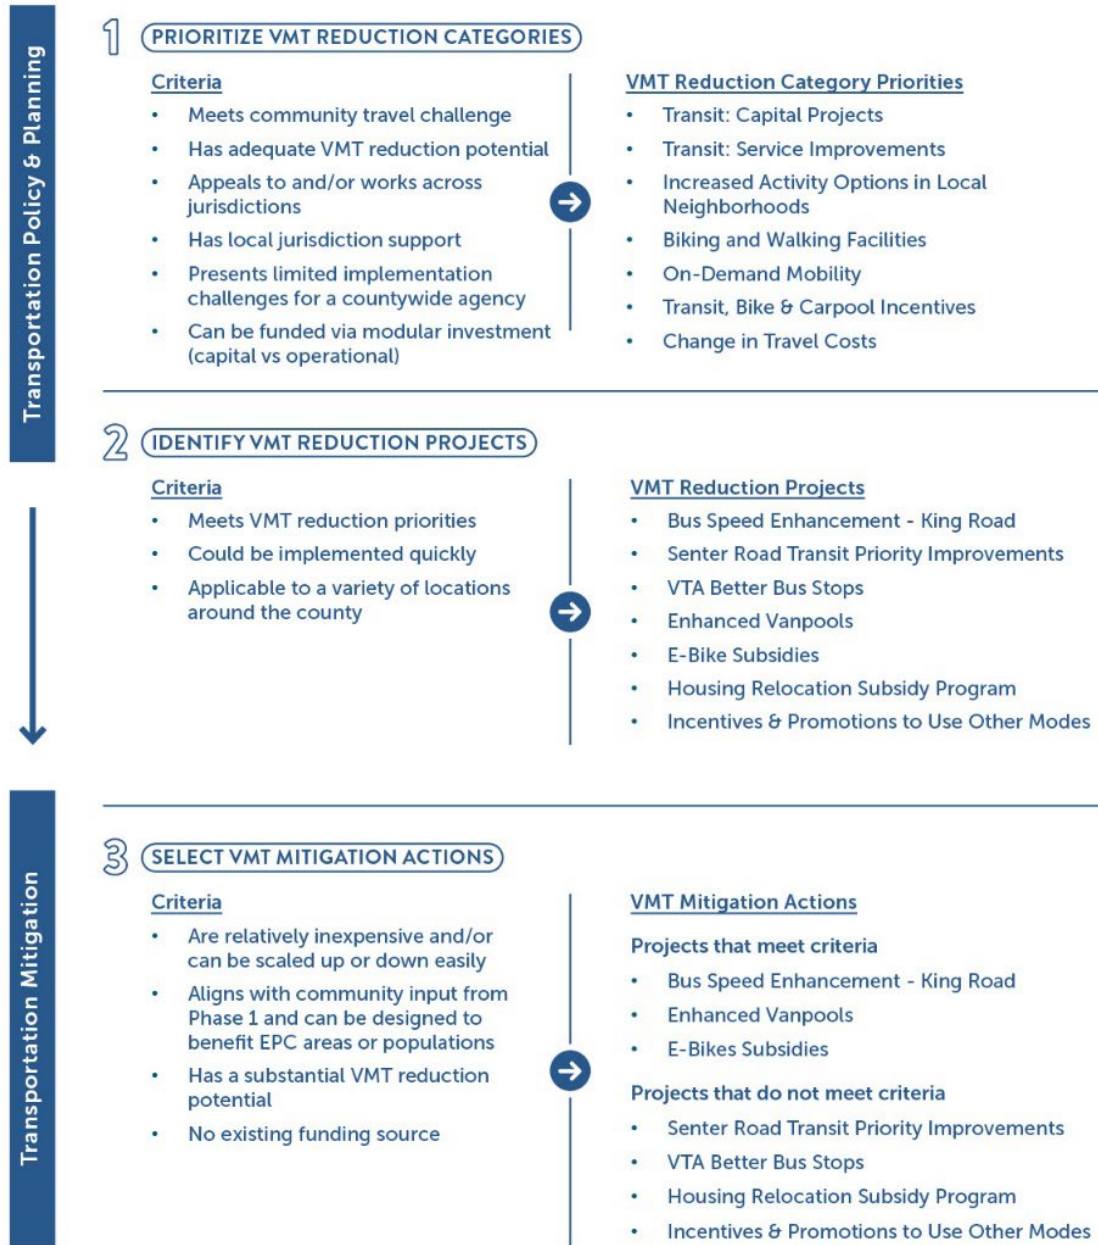 Transportation Policy & Planning
1 PRIORITIZE VMT REDUCTION CATEGORIES
Criteria
• Meets community travel challenge
• Has adequate VMT reduction potential
• Appeals to and/or works across
jurisdictions
• Has local jurisdiction support
• Presents limited implementation
challenges for a countywide agency
• Can be funded via modular investment
(capital vs operational)
VMT Reduction Category Priorities
• Transit: Capital Projects
• Transit: Service Improvements
• Increased Activity Options in Local
Neighborhoods
• Biking and Walking Facilities
• On-Demand Mobility
• Transit, Bike & Carpool Incentives
• Change in Travel Costs
2 IDENTIFY VMT REDUCTION PROJECTS
Criteria
• Meets VMT reduction priorities
• Could be implemented quickly
• Applicable to a variety of locations
around the county
VMT Reduction Projects
• Bus Speed Enhancement - King Road
• Senter Road Transit Priority Improvements
• VTA Better Bus Stops
• Enhanced Vanpools
• E-Bike Subsidies
• Housing Relocation Subsidy Program
• Incentives & Promotions to Use Other Modes
Transportation Mitigation
3 SELECT VMT MITIGATION ACTIONS
Criteria
• Are relatively inexpensive and/or
can be scaled up or down easily
• Aligns with community input from
Phase 1 and can be designed to
benefit EPC areas or populations
• Has a substantial VMT reduction
potential
• No existing funding source
VMT Mitigation Actions
Projects that meet criteria
• Bus Speed Enhancement - King Road
• Enhanced Vanpools
• E-Bikes Subsidies
Projects that do not meet criteria
• Senter Road Transit Priority Improvements
• VTA Better Bus Stops
• Housing Relocation Subsidy Program
• Incentives & Promotions to Use Other Modes